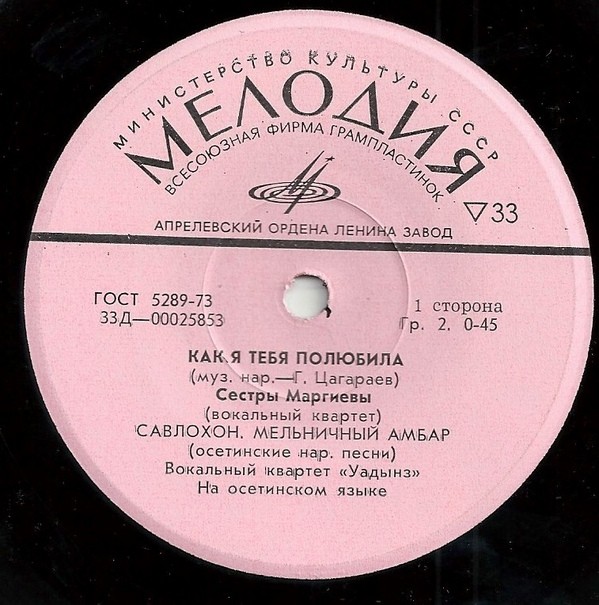 МИНИСТЕРСТВО КУЛЬТУРЫ СССР
МЕЛОДИЯ
ВСЕСОЮЗНАЯ ФИРМА ГРАМПЛАСТИНОК
▽33
АПРЕЛЕВСКИЙ ОРДЕНА ЛЕНИНА ЗАВОД
ГОСТ 5289-73
33Д—00025853
1 сторона
Гр. 2. 0-45
КАК Я ТЕБЯ ПОЛЮБИЛА
(муз. нар.—Г. Цагараев)
Сестры Маргиевы
(вокальный квартет)
САВЛОХОН. МЕЛЬНИЧНЫЙ АМБАР
(осетинские нар. песни)
Вокальный квартет «Уадынз»
На осетинском языке